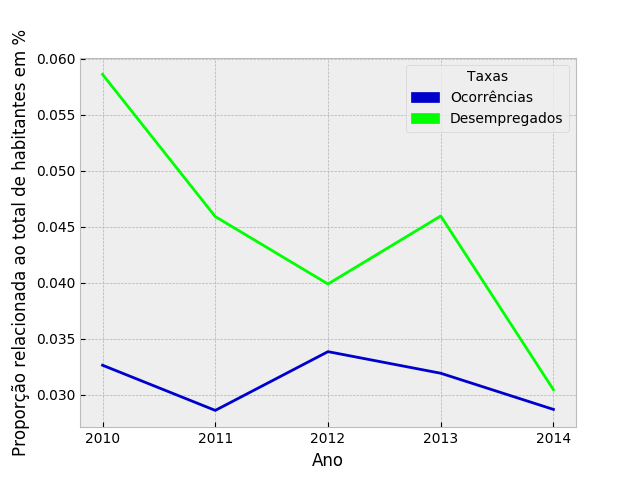 Proporção relacionada ao total de habitantes em %
0.060
0.055
0.050
0.045
0.040
0.035
0.030
Taxas
Ocorrências
Desempregados
2010 2011 2012 2013 2014
Ano